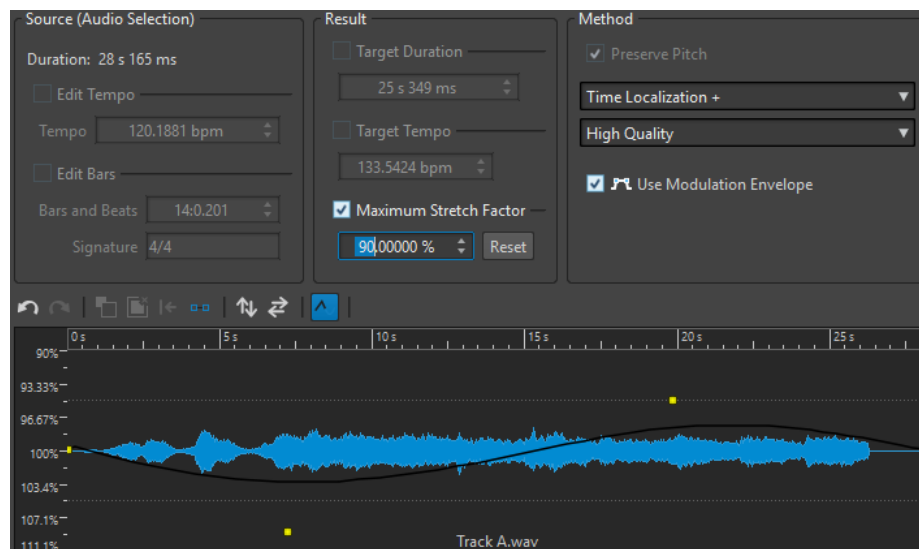 Source (Audio Selection)
Duration: 28 s 165 ms
Edit Tempo
Tempo 120.1881 bpm
Edit Bars
Bars and Beats 14:0.201
Signature 4/4
Result
Target Duration
25 s 349 ms
Target Tempo
133.5424 bpm
Maximum Stretch Factor
90.00000 % Reset
Method
Preserve Pitch
Time Localization +
High Quality
Use Modulation Envelope
0 s 5 s 10 s 15 s 20 s 25 s
90%
93.33%
96.67%
100%
103.4%
107.1%
111.1%
Track A.wav